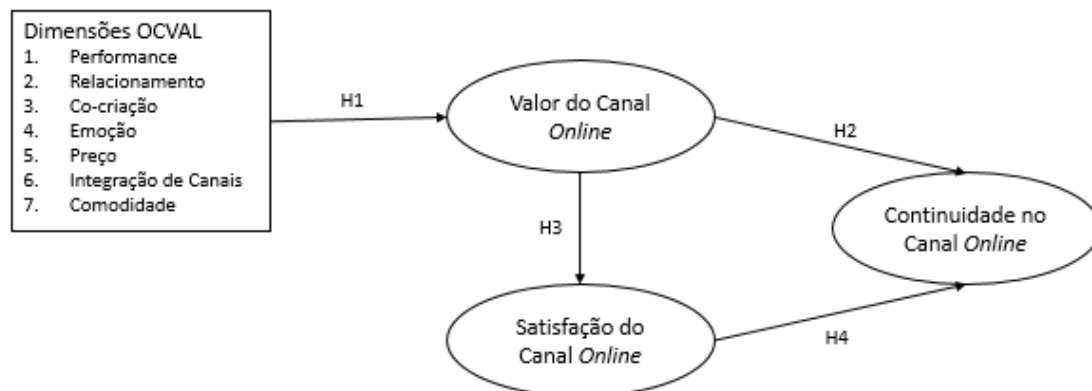 Dimensões OCVAL
1. Performance
2. Relacionamento
3. Co-criação
4. Emoção
5. Preço
6. Integração de Canais
7. Comodidade
H1
Valor do Canal
Online
H2
H3
Continuidade no
Canal Online
Satisfação do
Canal Online
H4